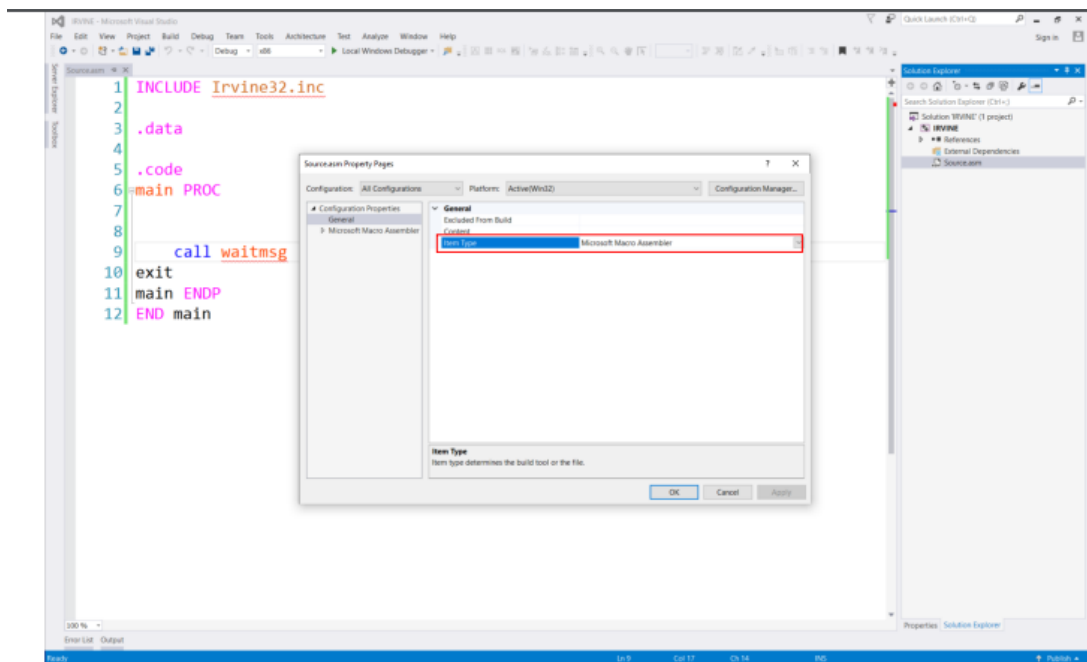 IRVINE - Microsoft Visual Studio
Quick Launch (Ctrl+Q)
File Edit View Project Build Debug Team Tools Architecture Test Analyze Window Help
Sign in
Debug x86 Local Windows Debugger
Server Explorer
Toolbox
Source.asm
1 INCLUDE Irvine32.inc
2
3 .data
4
5 .code
6 main PROC
7
8
9 call waitmsg
10 exit
11 main ENDP
12 END main
Source.asm Property Pages ? X
Configuration: All Configurations Platform: Active(Win32) Configuration Manager...
Configuration Properties
General
Microsoft Macro Assembler
General
Excluded From Build
Content
Item Type Microsoft Macro Assembler
Item Type
Item type determines the build tool or the file.
OK Cancel Apply
Solution Explorer
Search Solution Explorer (Ctrl+;)
Solution 'IRVINE' (1 project)
IRVINE
References
External Dependencies
Source.asm
100 %
Properties Solution Explorer
Error List Output
Ready Ln 9 Col 17 Ch 14 INS Publish